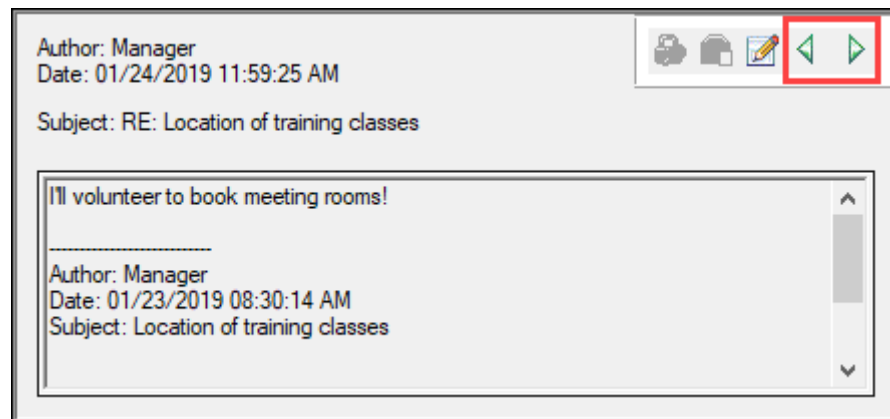 Author: Manager
Date: 01/24/2019 11:59:25 AM
Subject: RE: Location of training classes
I'll volunteer to book meeting rooms!
---------------------------
Author: Manager
Date: 01/23/2019 08:30:14 AM
Subject: Location of training classes